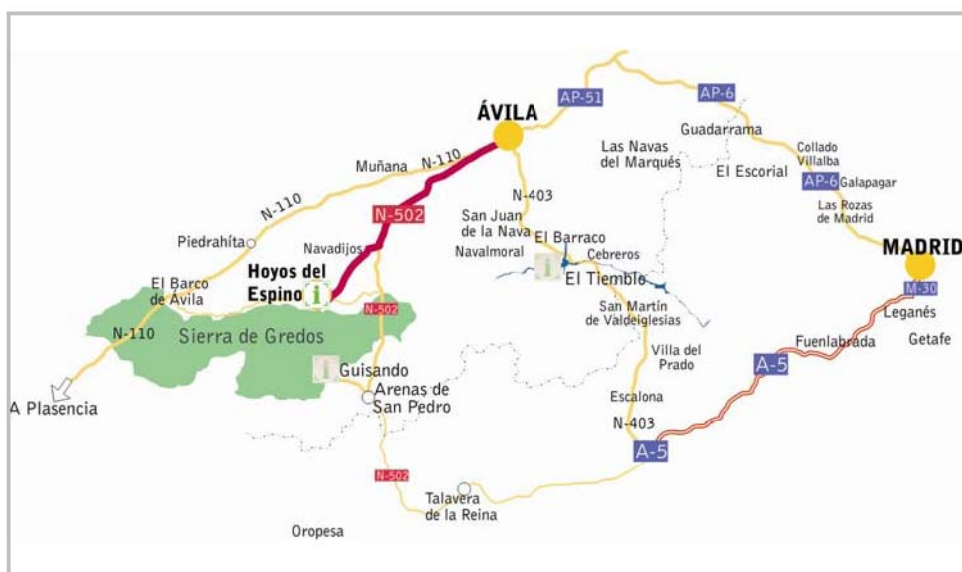 AP-51
AP-6
ÁVILA
Guadarrama
Las Navas
del Marqués
Collado
Villalba
N-110
Muñana
El Escorial
AP-6
Galapagar
N-403
Las Rozas
de Madrid
N-110
N-502
San Juan
de la Nava
Piedrahíta
El Barraco
MADRID
Navadijos
Navalmoral
Cebreros
Hoyos del
Espino
i
i
El Tiemblo
M-30
El Barco
de Ávila
N-502
San Martín
de Valdeiglesias
Leganés
N-110
Sierra de Gredos
Fuenlabrada
Getafe
Villa del
Prado
i
Guisando
A-5
Arenas de
San Pedro
Escalona
A Plasencia
N-403
A-5
N-502
Talavera
de la Reina
Oropesa